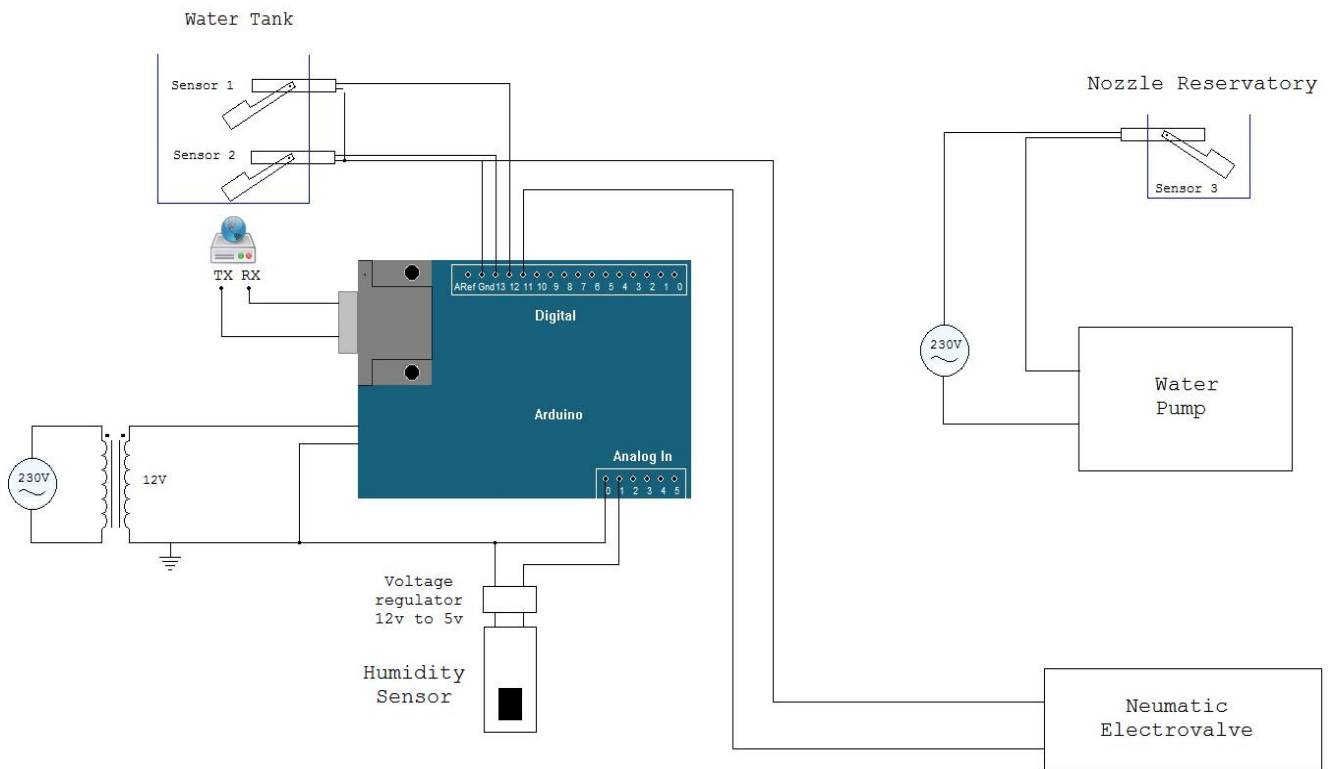 Water Tank
Sensor 1
Sensor 2
Nozzle Reservatory
Sensor 3
TX RX
ARef Gnd 13 12 11 10 9 8 7 6 5 4 3 2 1 0
Digital
230V
Water
Pump
Arduino
Analog In
0 1 2 3 4 5
230V
12V
Voltage
regulator
12v to 5v
Humidity
Sensor
Neumatic
Electrovalve